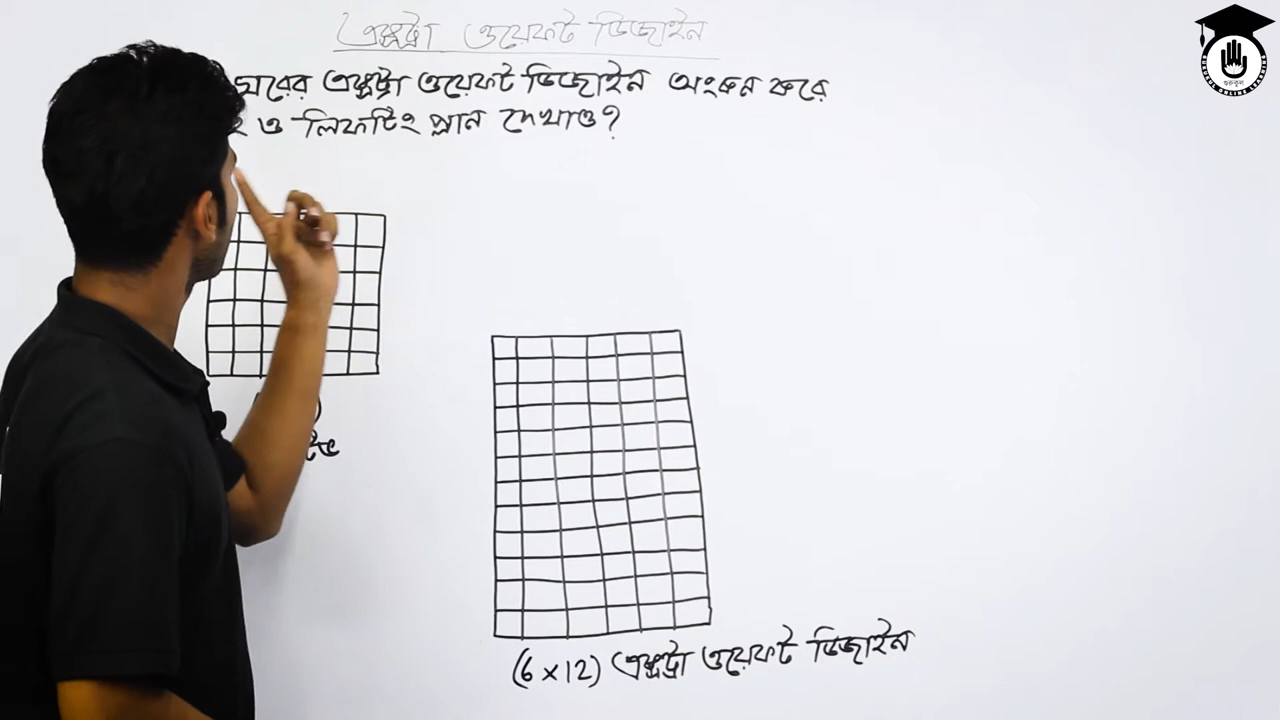 এক্সট্রা ওয়েফট ডিজাইন
ঘরের এক্সট্রা ওয়েফট ডিজাইন অংকন করে
ও লিফটিং প্লান দেখাও?
(6×12) এক্সট্রা ওয়েফট ডিজাইন
গুরুকুল